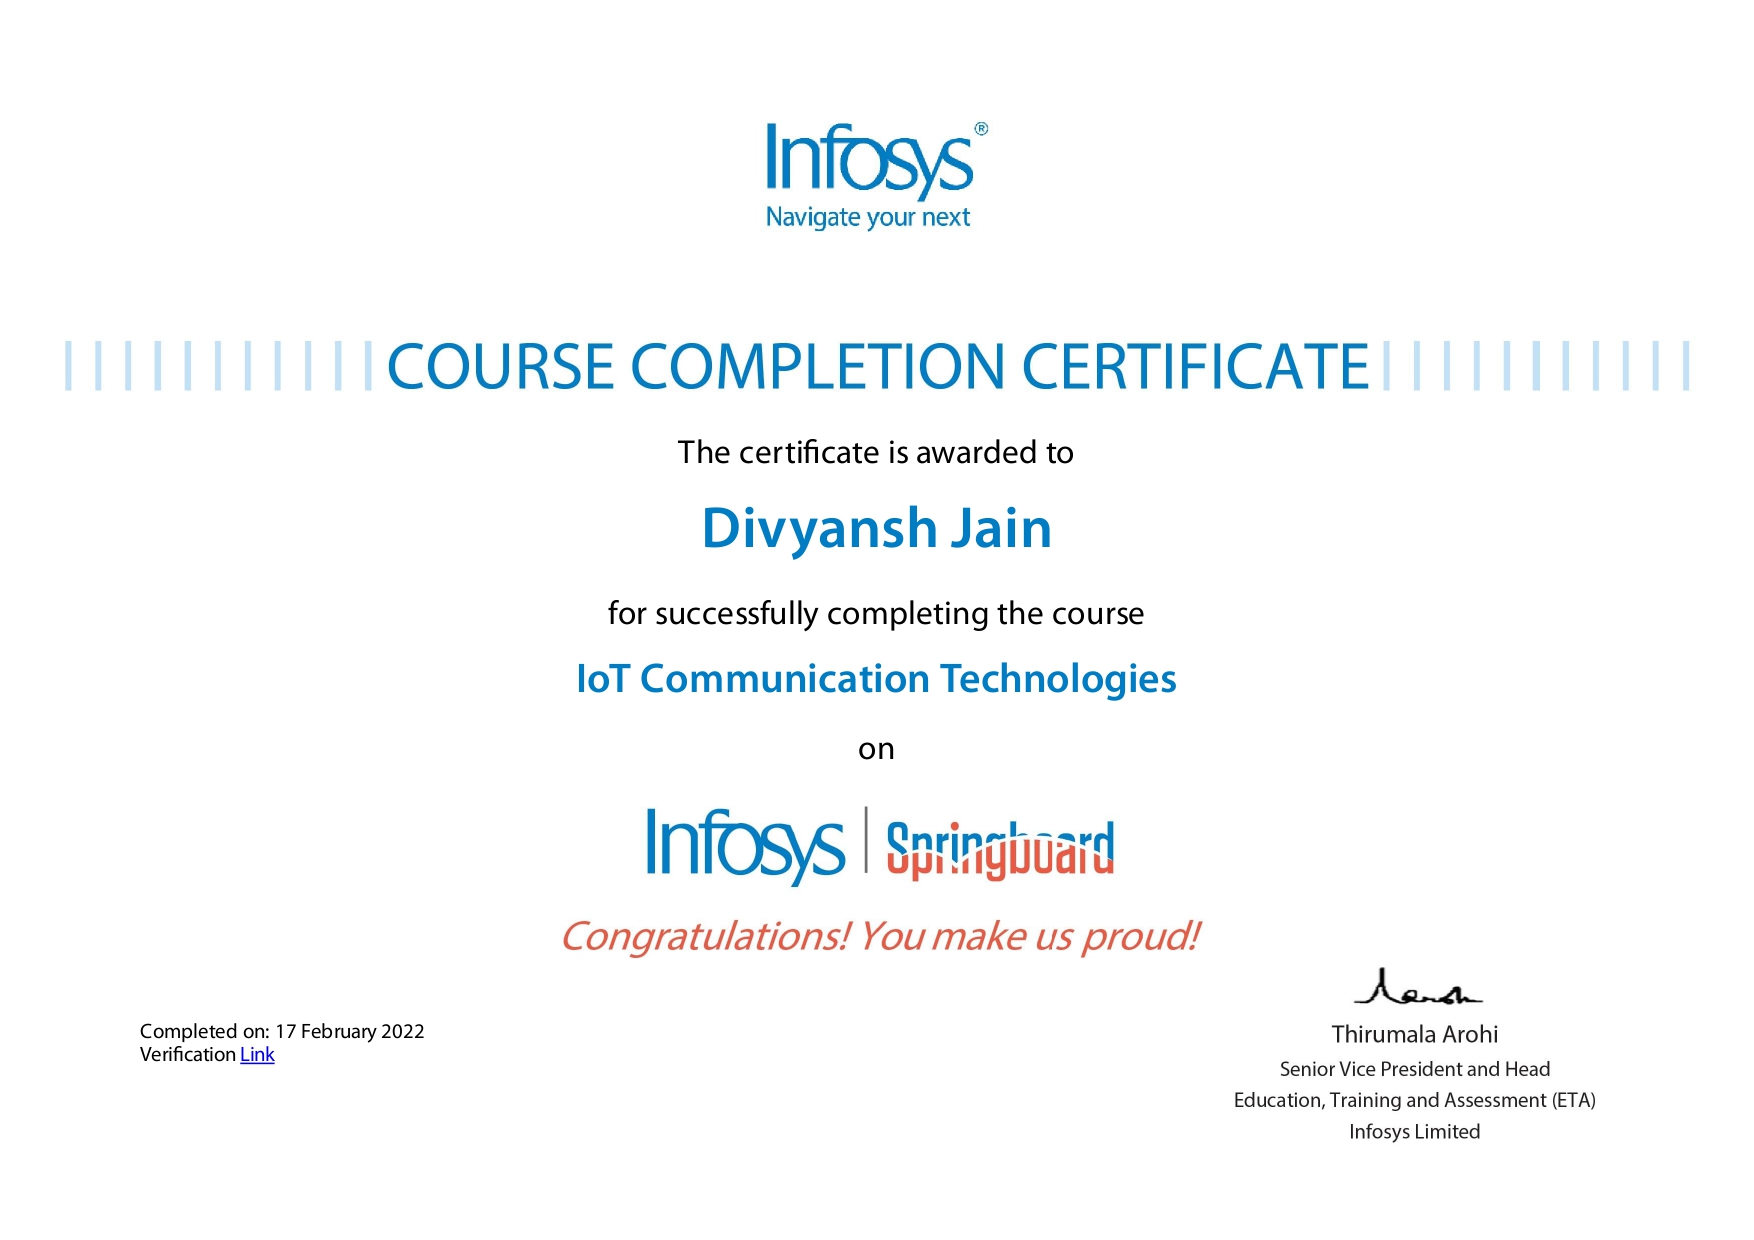 Infosys®
Navigate your next
COURSE COMPLETION CERTIFICATE
The certificate is awarded to
Divyansh Jain
for successfully completing the course
IoT Communication Technologies
on
Infosys | Springboard
Congratulations! You make us proud!
Completed on: 17 February 2022
Verification Link
Thirumala Arohi
Senior Vice President and Head
Education, Training and Assessment (ETA)
Infosys Limited